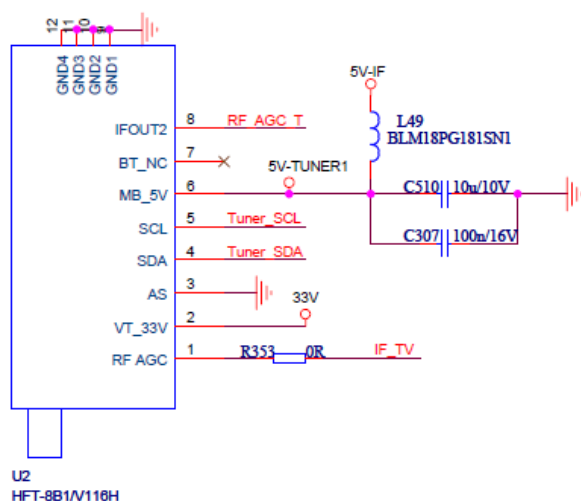 12
11
10
9
GND4
GND3
GND2
GND1
5V-IF
L49
BLM18PG181SN1
IFOUT2 8 RF_AGC_T
BT_NC 7
5V-TUNER1
MB_5V 6
C510 10u/10V
SCL 5 Tuner_SCL
C307 100n/16V
SDA 4 Tuner_SDA
AS 3
33V
VT_33V 2
RF AGC 1 R353 0R IF_TV
U2
HFT-8B1/V116H